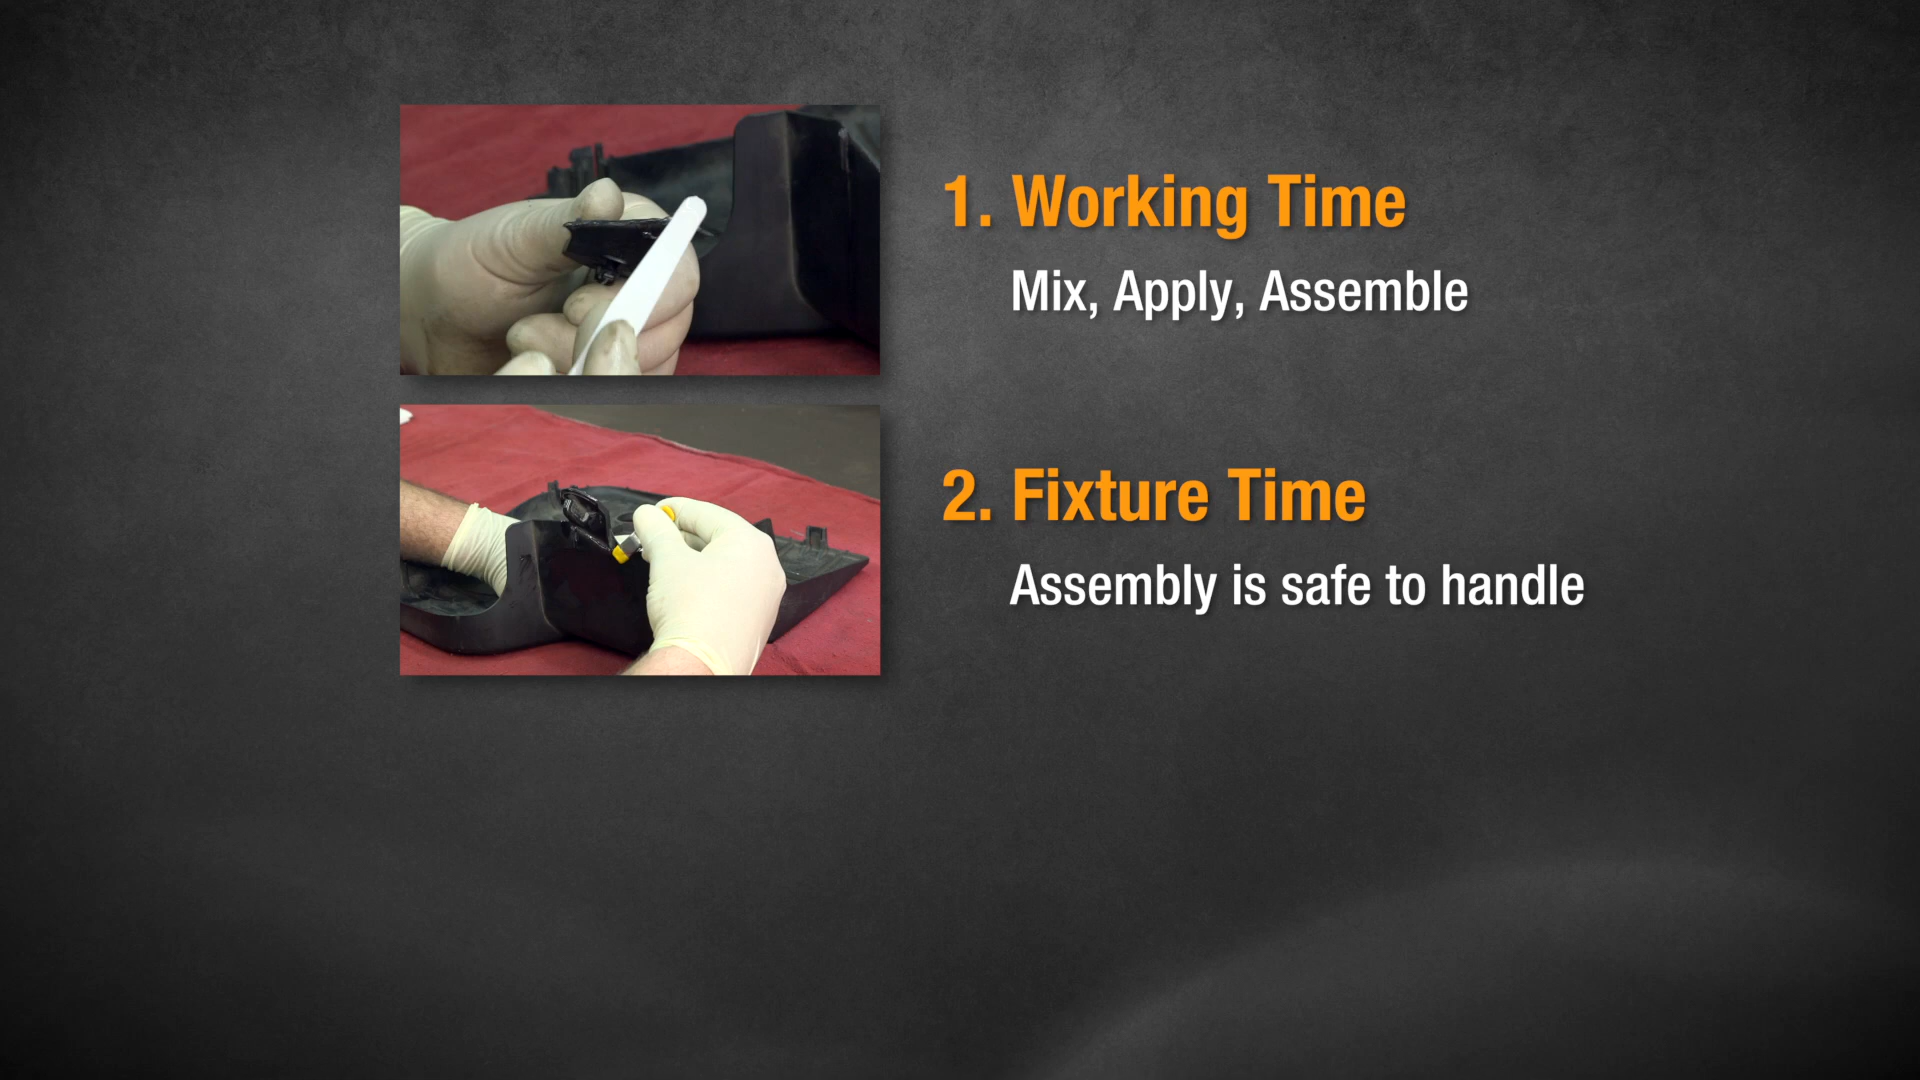 1. Working Time
Mix, Apply, Assemble
2. Fixture Time
Assembly is safe to handle